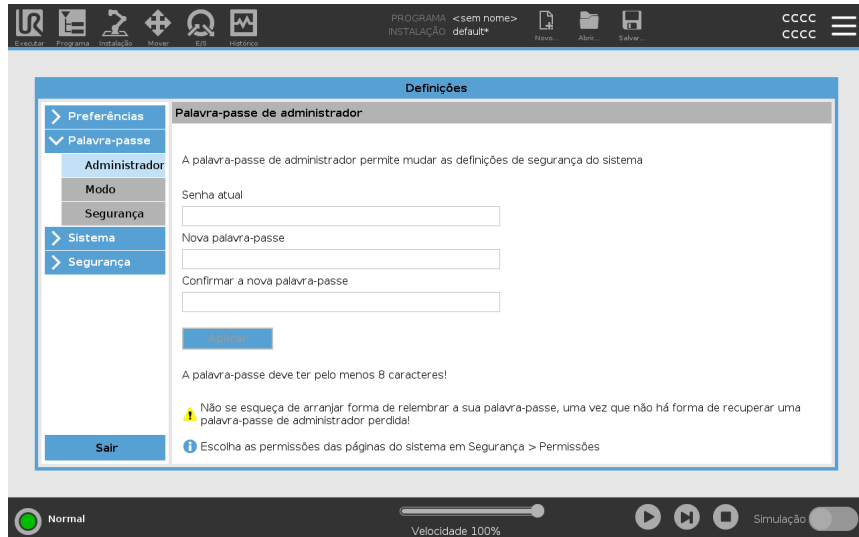 PROGRAMA <sem nome>
INSTALAÇÃO default*
CCCC
CCCC
Executar Programa Instalação Mover E/S Histórico Novo... Abrir... Salvar...
Definições
Preferências
Palavra-passe
Administrador
Modo
Segurança
Sistema
Segurança
Sair
Palavra-passe de administrador
A palavra-passe de administrador permite mudar as definições de segurança do sistema
Senha atual
Nova palavra-passe
Confirmar a nova palavra-passe
Aplicar
A palavra-passe deve ter pelo menos 8 caracteres!
Não se esqueça de arranjar forma de relembrar a sua palavra-passe, uma vez que não há forma de recuperar uma
palavra-passe de administrador perdida!
Escolha as permissões das páginas do sistema em Segurança > Permissões
Normal
Velocidade 100%
Simulação